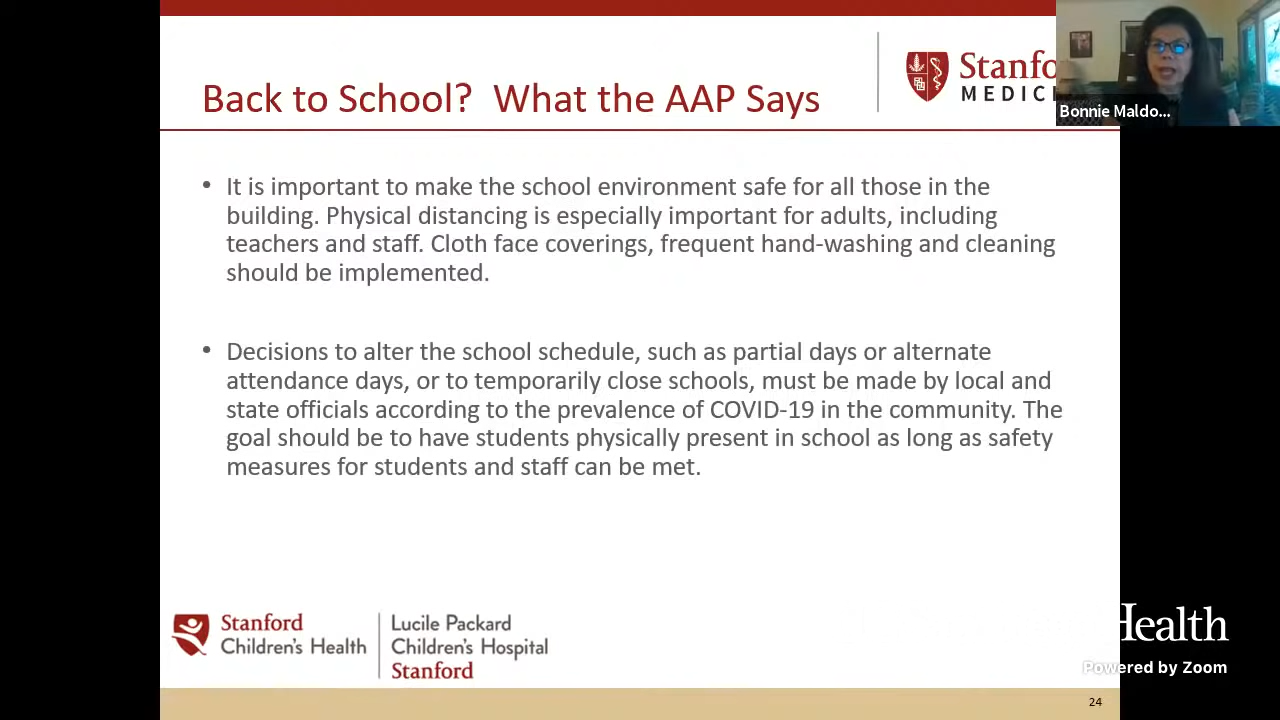 Back to School? What the AAP Says
Stanfo
MEDICI
Bonnie Maldo...
• It is important to make the school environment safe for all those in the
building. Physical distancing is especially important for adults, including
teachers and staff. Cloth face coverings, frequent hand-washing and cleaning
should be implemented.
• Decisions to alter the school schedule, such as partial days or alternate
attendance days, or to temporarily close schools, must be made by local and
state officials according to the prevalence of COVID-19 in the community. The
goal should be to have students physically present in school as long as safety
measures for students and staff can be met.
Stanford
Children's Health
Lucile Packard
Children's Hospital
Stanford
Health
Powered by Zoom
24